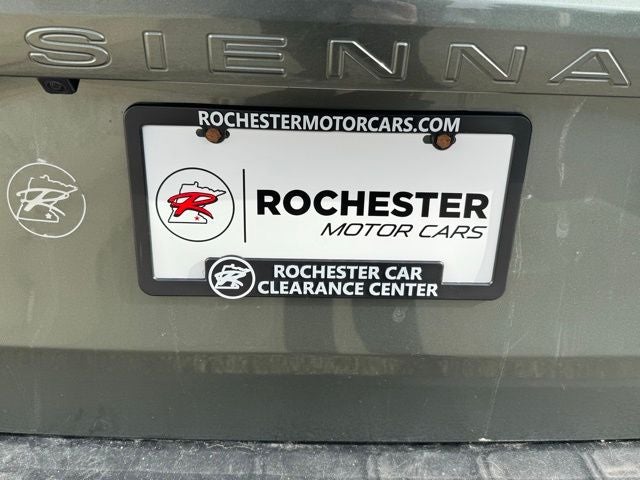 SIENNA
ROCHESTERMOTORCARS.COM
R
R
ROCHESTER
MOTOR CARS
R
ROCHESTER CAR
CLEARANCE CENTER